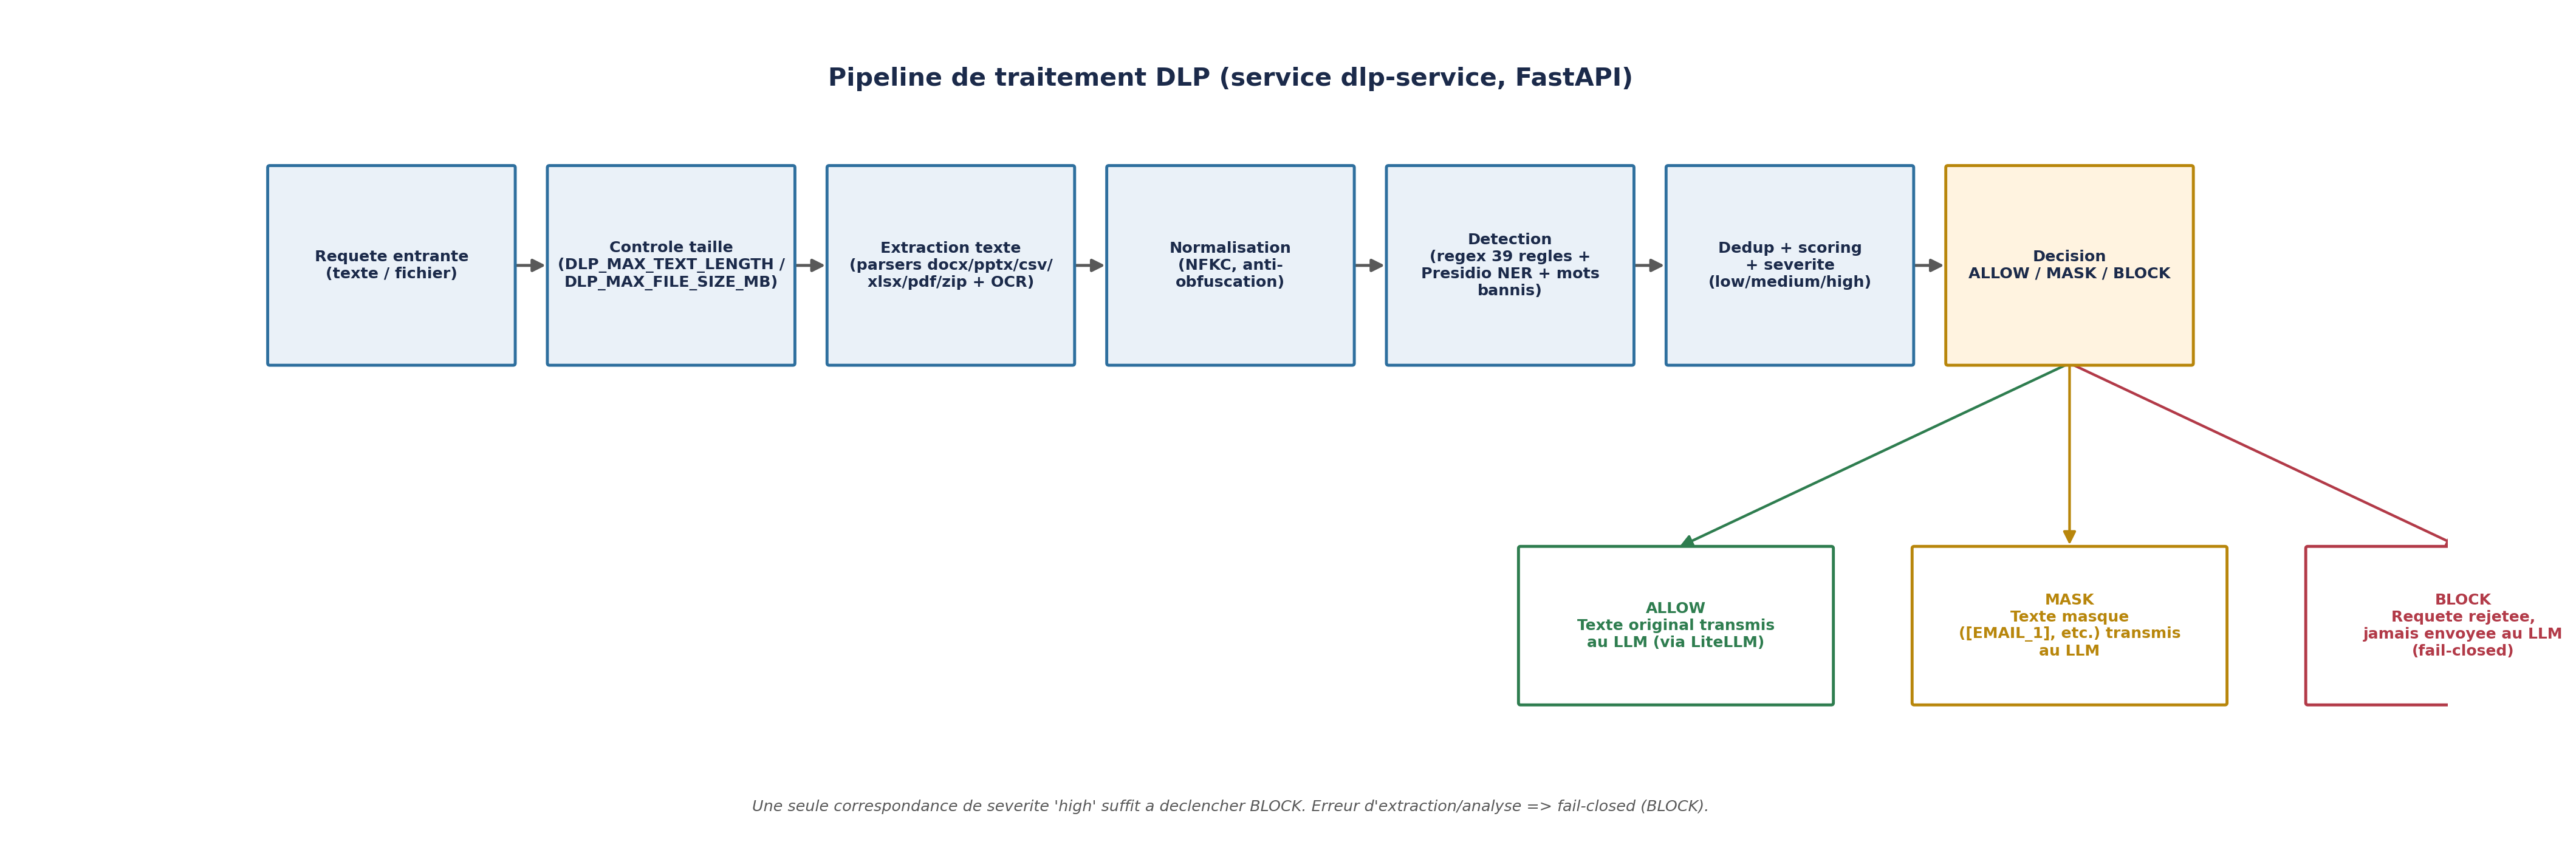 Pipeline de traitement DLP (service dlp-service, FastAPI)
Requete entrante
(texte / fichier)
Controle taille
(DLP_MAX_TEXT_LENGTH /
DLP_MAX_FILE_SIZE_MB)
Extraction texte
(parsers docx/pptx/csv/
xlsx/pdf/zip + OCR)
Normalisation
(NFKC, anti-
obfuscation)
Detection
(regex 39 regles +
Presidio NER + mots
bannis)
Dedup + scoring
+ severite
(low/medium/high)
Decision
ALLOW / MASK / BLOCK
ALLOW
Texte original transmis
au LLM (via LiteLLM)
MASK
Texte masque
([EMAIL_1], etc.) transmis
au LLM
BLOCK
Requete rejetee,
jamais envoyee au LLM
(fail-closed)
Une seule correspondance de severite 'high' suffit a declencher BLOCK. Erreur d'extraction/analyse => fail-closed (BLOCK).